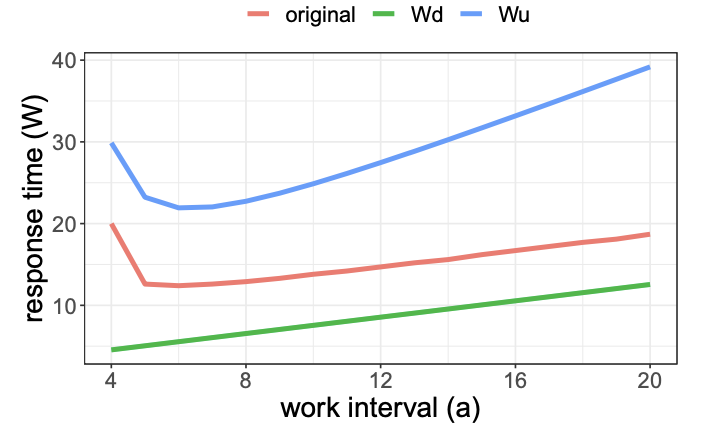 original Wd Wu
40
30
20
10
response time (W)
4 8 12 16 20
work interval (a)